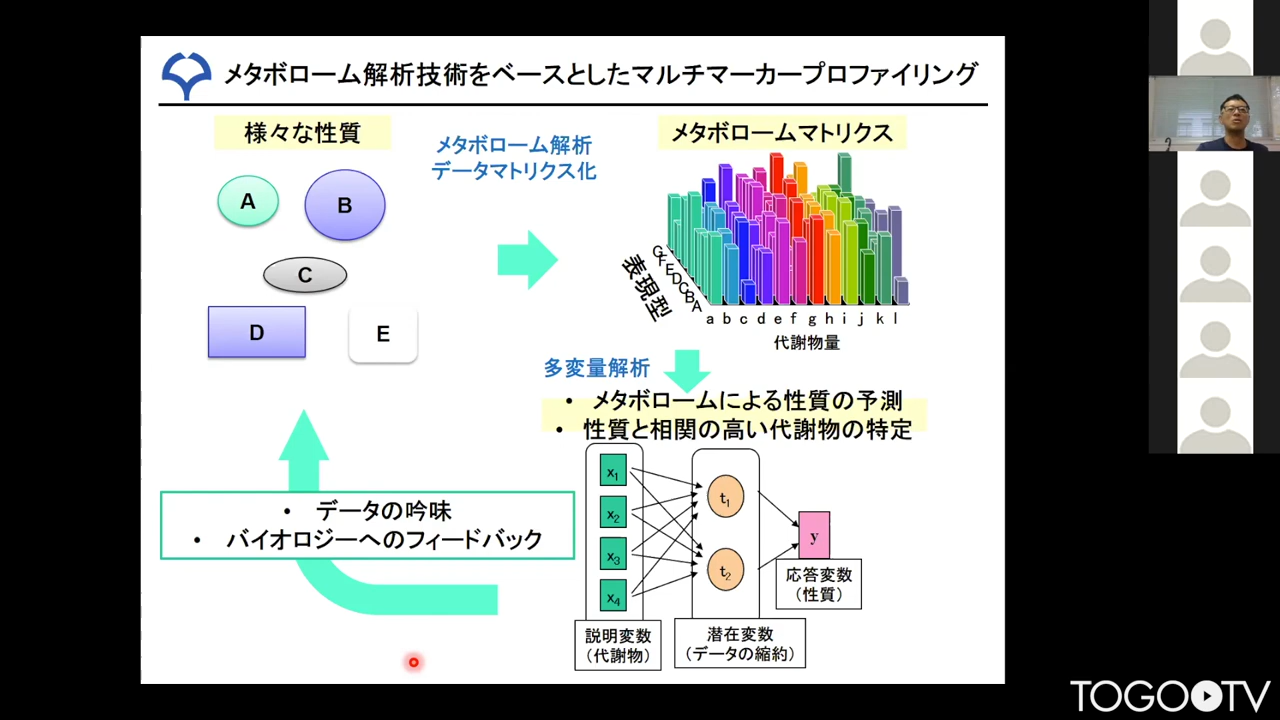 メタボローム解析技術をベースとしたマルチマーカープロファイリング
様々な性質
メタボローム解析
データマトリクス化
メタボロームマトリクス
A
B
C
D
E
G
F
E
D
C
B
A
表現型
a b c d e f g h i j k l
代謝物量
多変量解析
• メタボロームによる性質の予測
• 性質と相関の高い代謝物の特定
x1
x2
x3
x4
t1
t2
y
応答変数
（性質）
説明変数
（代謝物）
潜在変数
（データの縮約）
• データの吟味
• バイオロジーへのフィードバック
TOGO TV